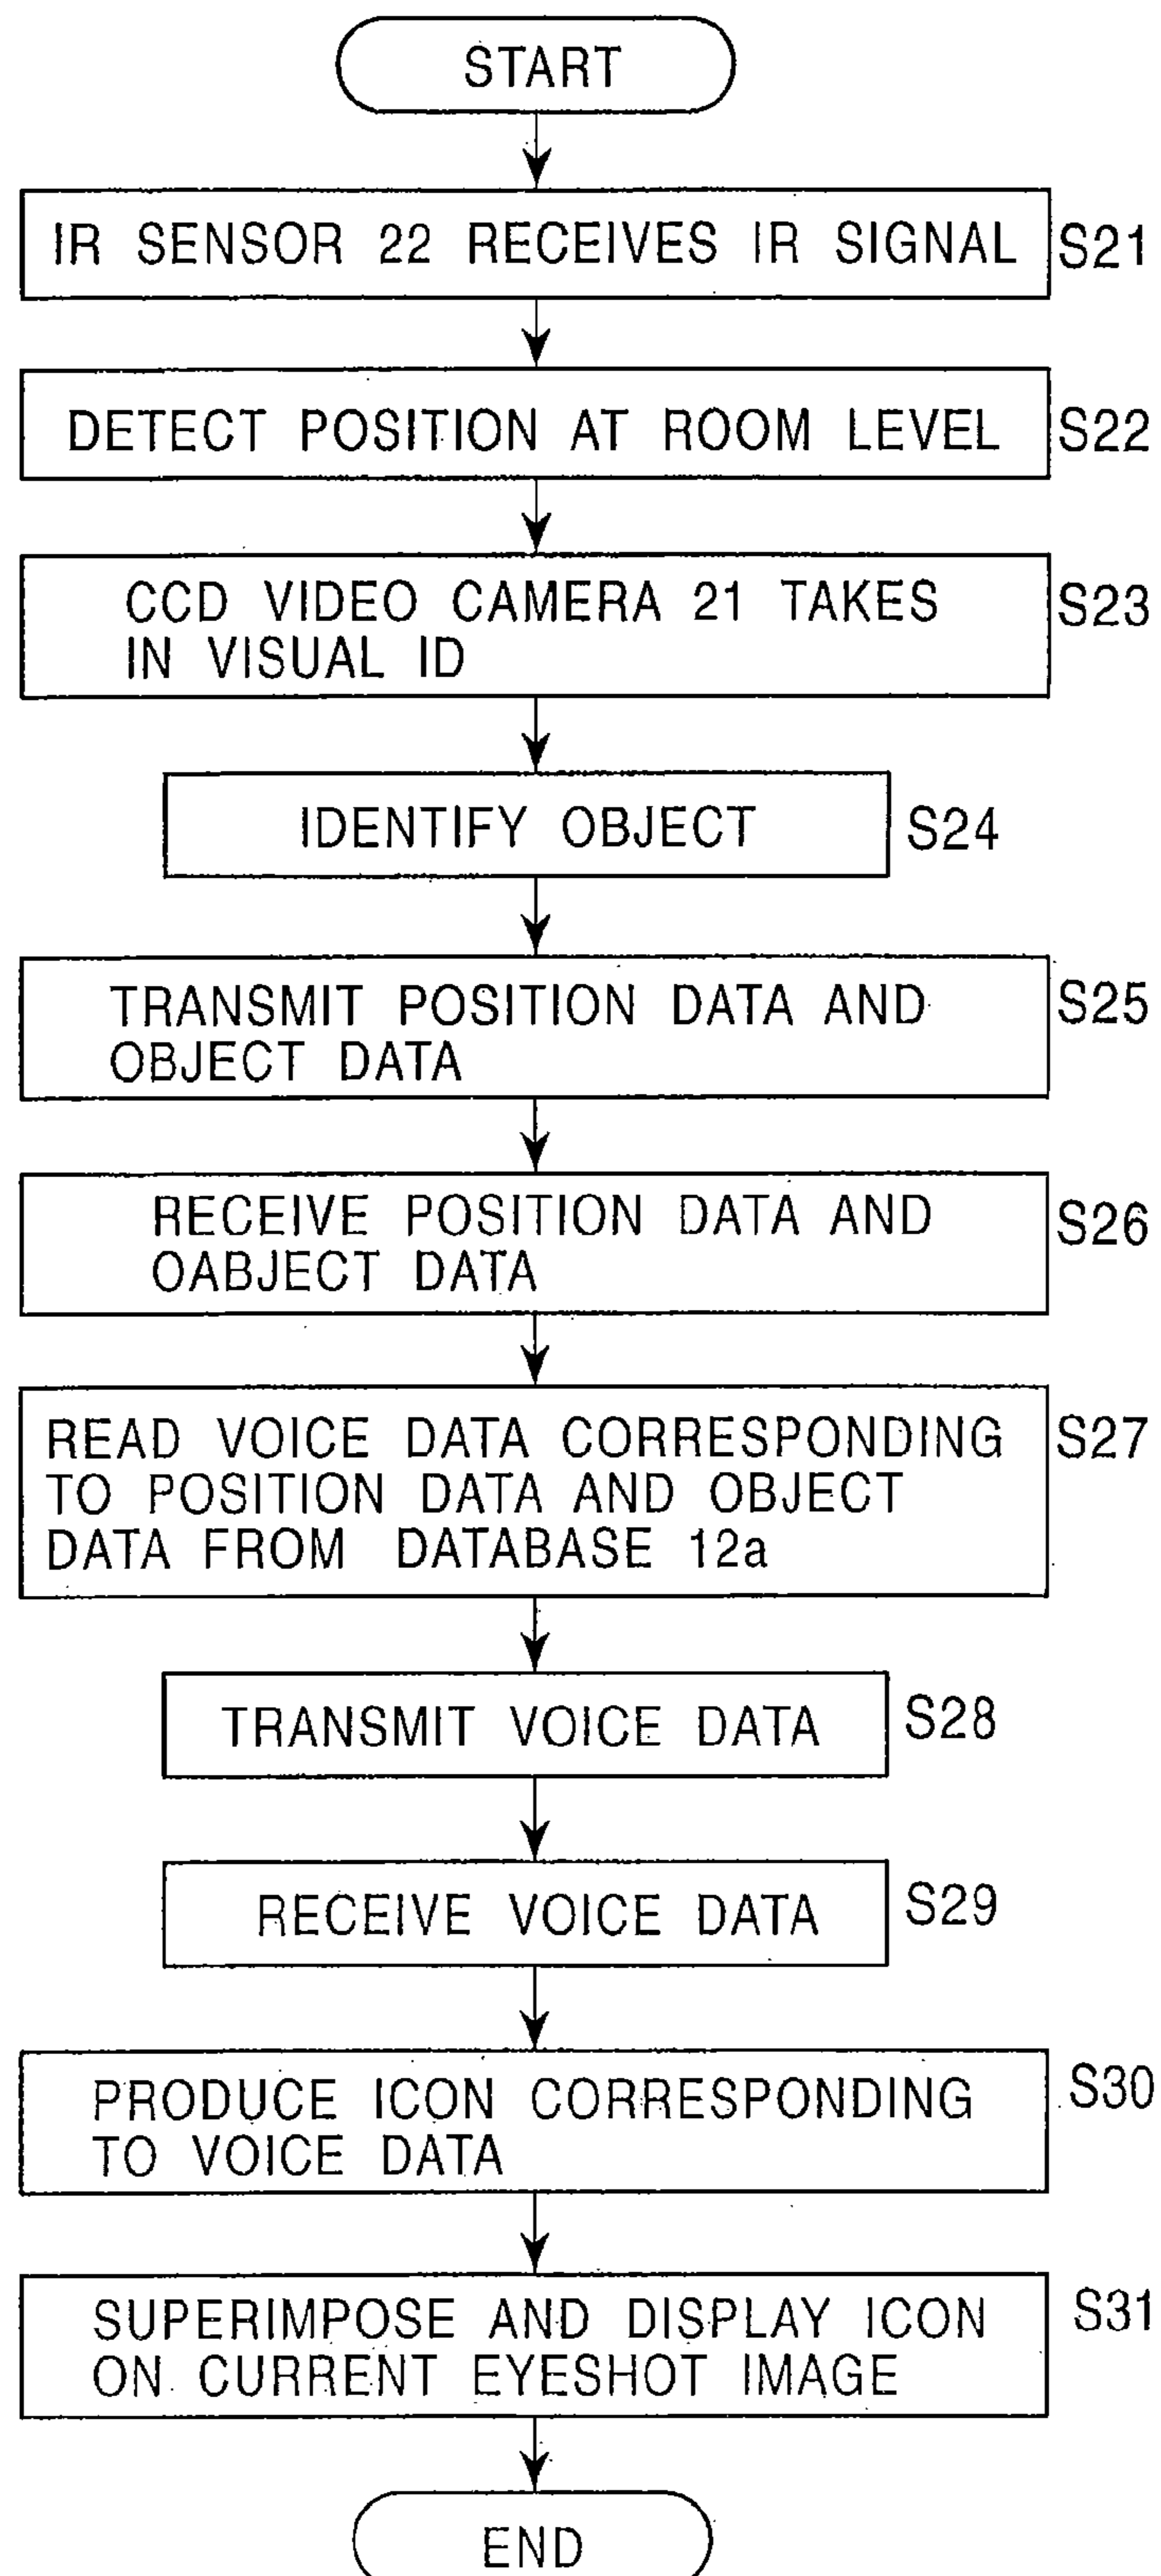 START
IR SENSOR 22 RECEIVES IR SIGNAL S21
DETECT POSITION AT ROOM LEVEL S22
CCD VIDEO CAMERA 21 TAKES S23
IN VISUAL ID
IDENTIFY OBJECT S24
TRANSMIT POSITION DATA AND S25
OBJECT DATA
RECEIVE POSITION DATA AND S26
OABJECT DATA
READ VOICE DATA CORRESPONDING S27
TO POSITION DATA AND OBJECT
DATA FROM DATABASE 12a
TRANSMIT VOICE DATA S28
RECEIVE VOICE DATA S29
PRODUCE ICON CORRESPONDING S30
TO VOICE DATA
SUPERIMPOSE AND DISPLAY ICON S31
ON CURRENT EYESHOT IMAGE
END